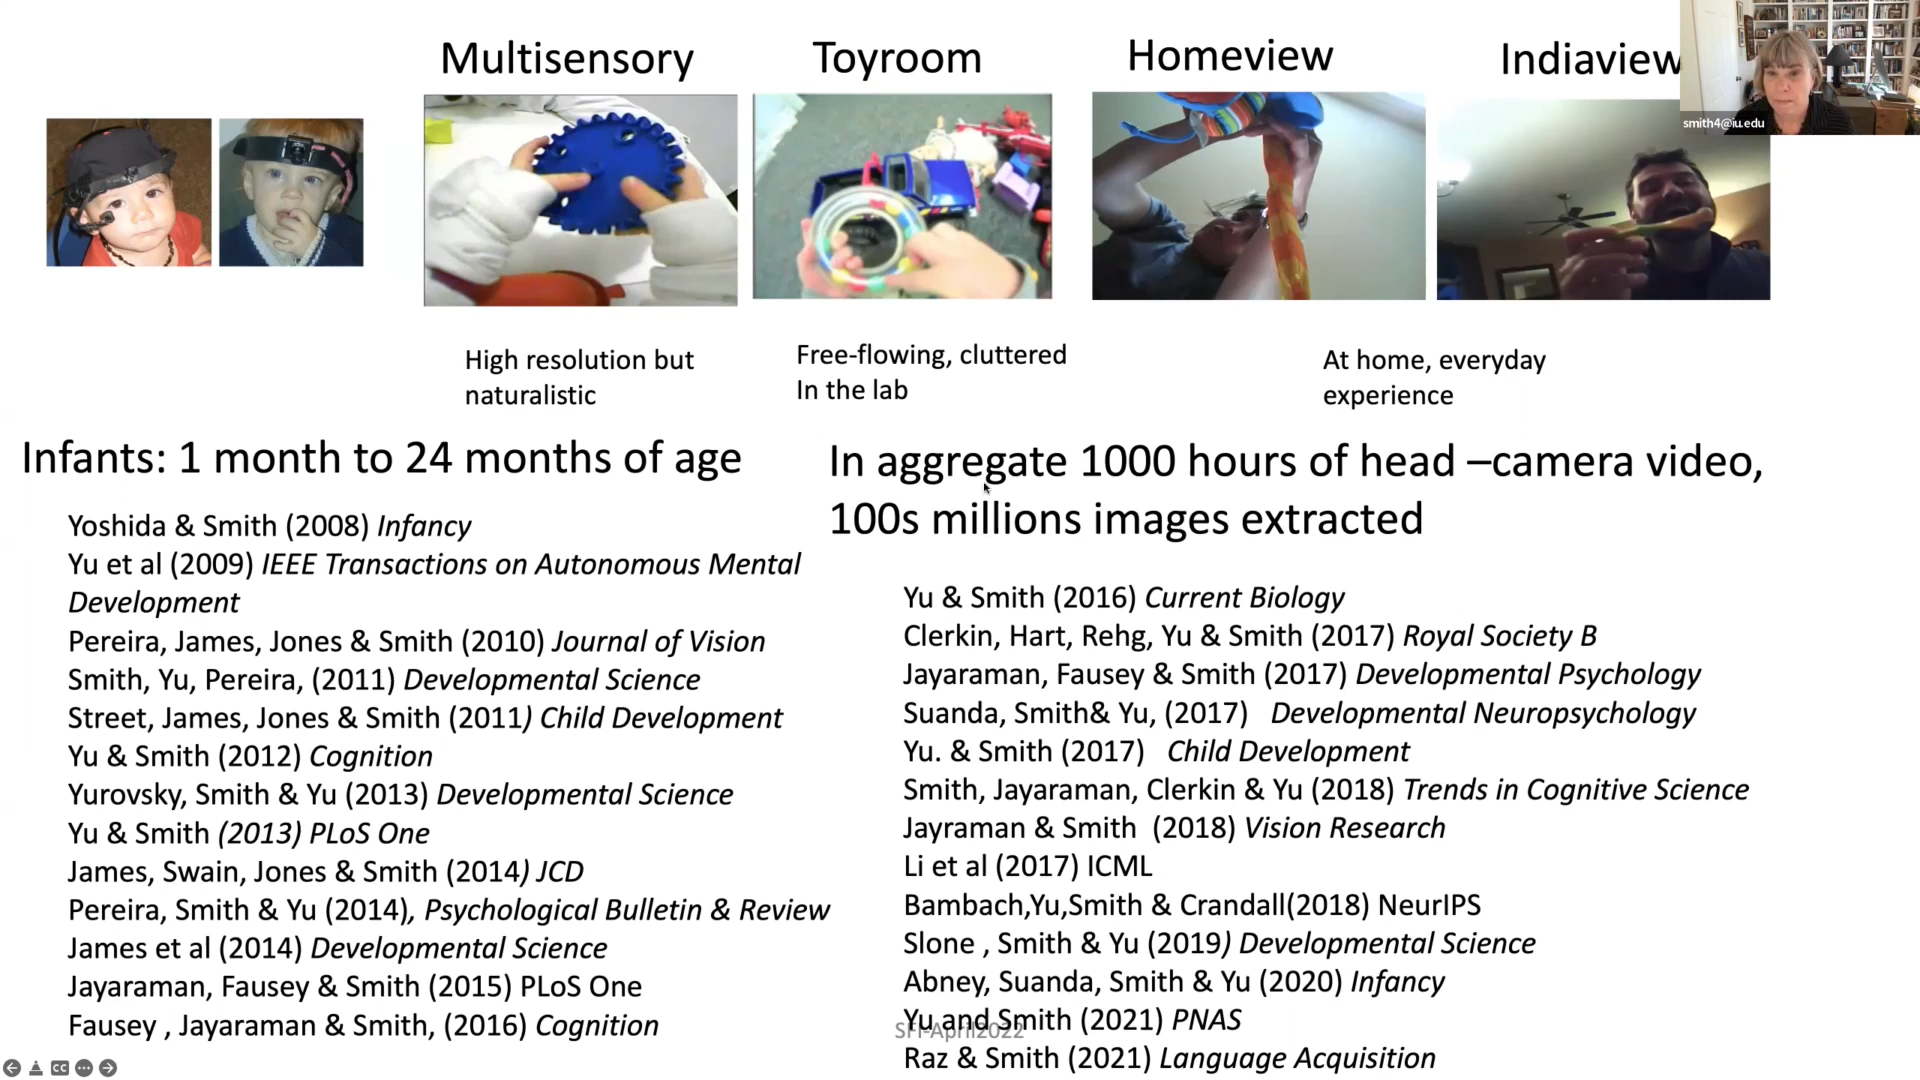 Multisensory
Toyroom
Homeview
Indiaview
smith4@iu.edu
High resolution but
naturalistic
Free-flowing, cluttered
In the lab
At home, everyday
experience
Infants: 1 month to 24 months of age
Yoshida & Smith (2008) Infancy
Yu et al (2009) IEEE Transactions on Autonomous Mental
Development
Pereira, James, Jones & Smith (2010) Journal of Vision
Smith, Yu, Pereira, (2011) Developmental Science
Street, James, Jones & Smith (2011) Child Development
Yu & Smith (2012) Cognition
Yurovsky, Smith & Yu (2013) Developmental Science
Yu & Smith (2013) PLoS One
James, Swain, Jones & Smith (2014) JCD
Pereira, Smith & Yu (2014), Psychological Bulletin & Review
James et al (2014) Developmental Science
Jayaraman, Fausey & Smith (2015) PLoS One
Fausey , Jayaraman & Smith, (2016) Cognition
In aggregate 1000 hours of head –camera video,
100s millions images extracted
Yu & Smith (2016) Current Biology
Clerkin, Hart, Rehg, Yu & Smith (2017) Royal Society B
Jayaraman, Fausey & Smith (2017) Developmental Psychology
Suanda, Smith& Yu, (2017) Developmental Neuropsychology
Yu. & Smith (2017) Child Development
Smith, Jayaraman, Clerkin & Yu (2018) Trends in Cognitive Science
Jayraman & Smith (2018) Vision Research
Li et al (2017) ICML
Bambach,Yu,Smith & Crandall(2018) NeurIPS
Slone , Smith & Yu (2019) Developmental Science
Abney, Suanda, Smith & Yu (2020) Infancy
Yu and Smith (2021) PNAS
SFI-April2022
Raz & Smith (2021) Language Acquisition
CC